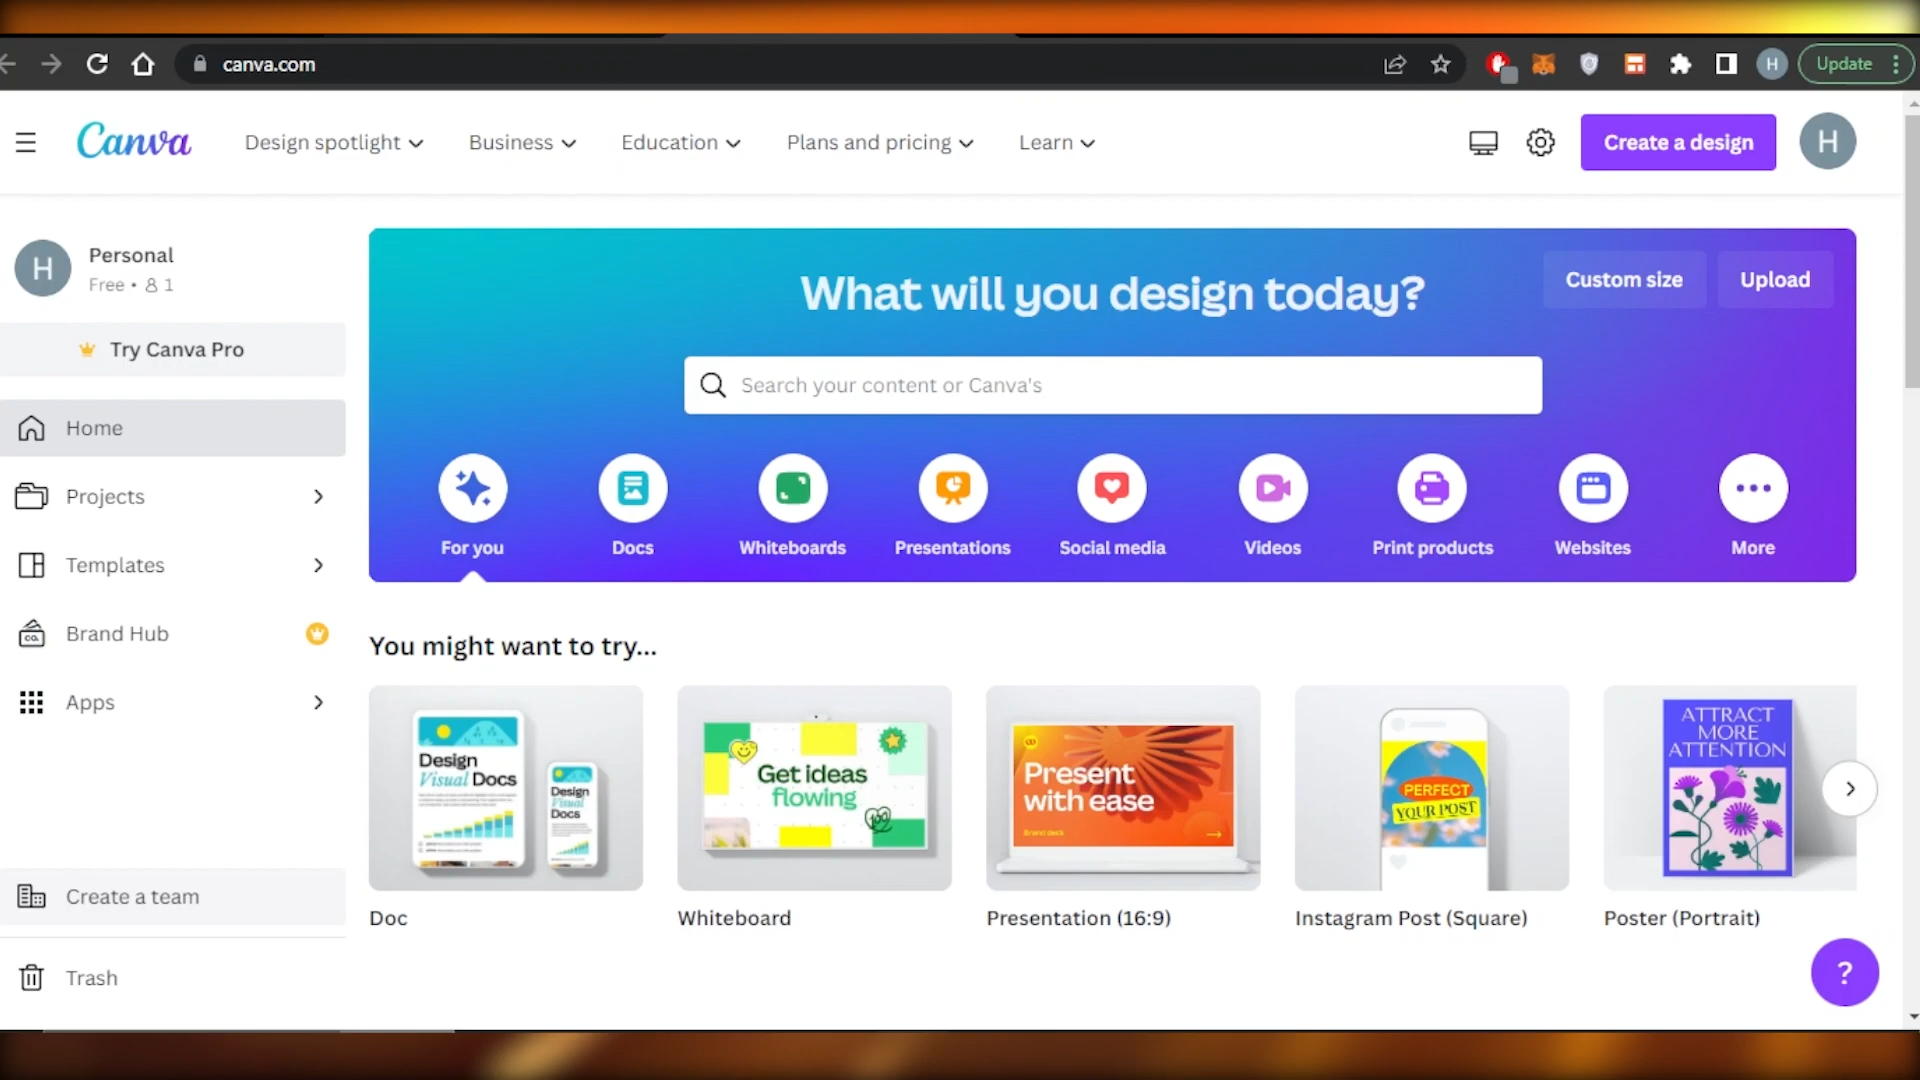 canva.com
Update
Canva
Design spotlight
Business
Education
Plans and pricing
Learn
Create a design
H
H
H
Personal
Free • 1
Try Canva Pro
Home
Projects
Templates
Brand Hub
Apps
Create a team
Trash
What will you design today?
Custom size
Upload
Search your content or Canva's
For you
Docs
Whiteboards
Presentations
Social media
Videos
Print products
Websites
More
You might want to try...
Design
Visual Docs
Design
Visual
Docs
Get ideas
flowing
100
Present
with ease
Brand deck
PERFECT
YOUR POST
ATTRACT
MORE
ATTENTION
Doc
Whiteboard
Presentation (16:9)
Instagram Post (Square)
Poster (Portrait)
?